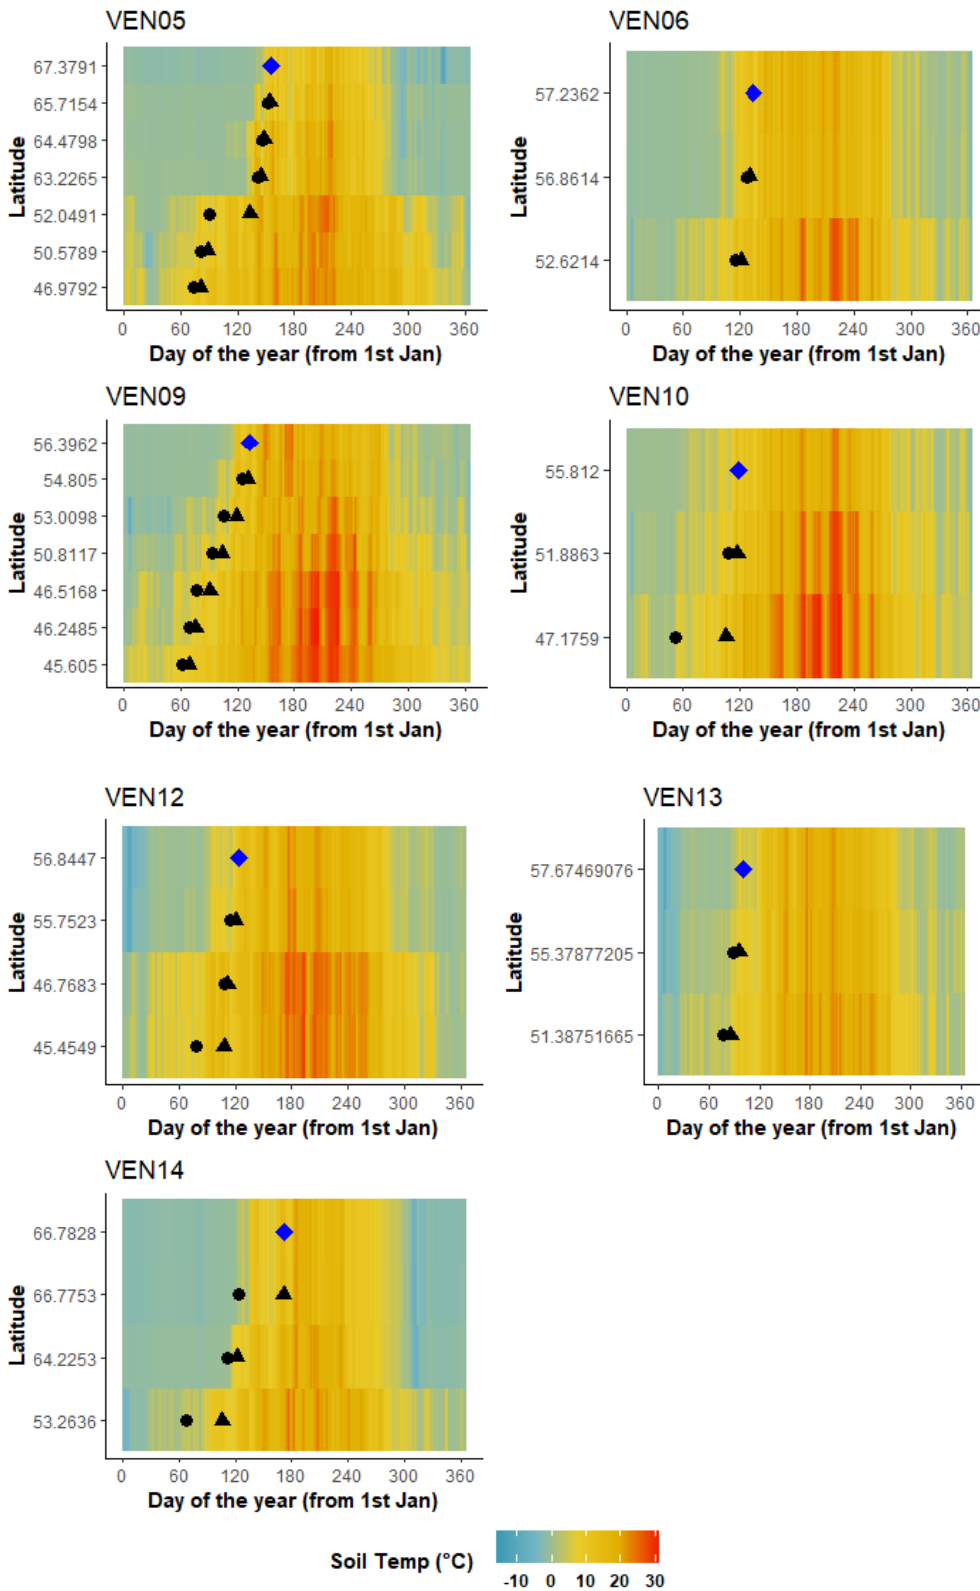 VEN05
Latitude
67.3791
65.7154
64.4798
63.2265
52.0491
50.5789
46.9792
0 60 120 180 240 300 360
Day of the year (from 1st Jan)
VEN06
Latitude
57.2362
56.8614
52.6214
0 60 120 180 240 300 360
Day of the year (from 1st Jan)
VEN09
Latitude
56.3962
54.805
53.0098
50.8117
46.5168
46.2485
45.605
0 60 120 180 240 300 360
Day of the year (from 1st Jan)
VEN10
Latitude
55.812
51.8863
47.1759
0 60 120 180 240 300 360
Day of the year (from 1st Jan)
VEN12
Latitude
56.8447
55.7523
46.7683
45.4549
0 60 120 180 240 300 360
Day of the year (from 1st Jan)
VEN13
Latitude
57.67469076
55.37877205
51.38751665
0 60 120 180 240 300 360
Day of the year (from 1st Jan)
VEN14
Latitude
66.7828
66.7753
64.2253
53.2636
0 60 120 180 240 300 360
Day of the year (from 1st Jan)
Soil Temp (°C)
-10 0 10 20 30